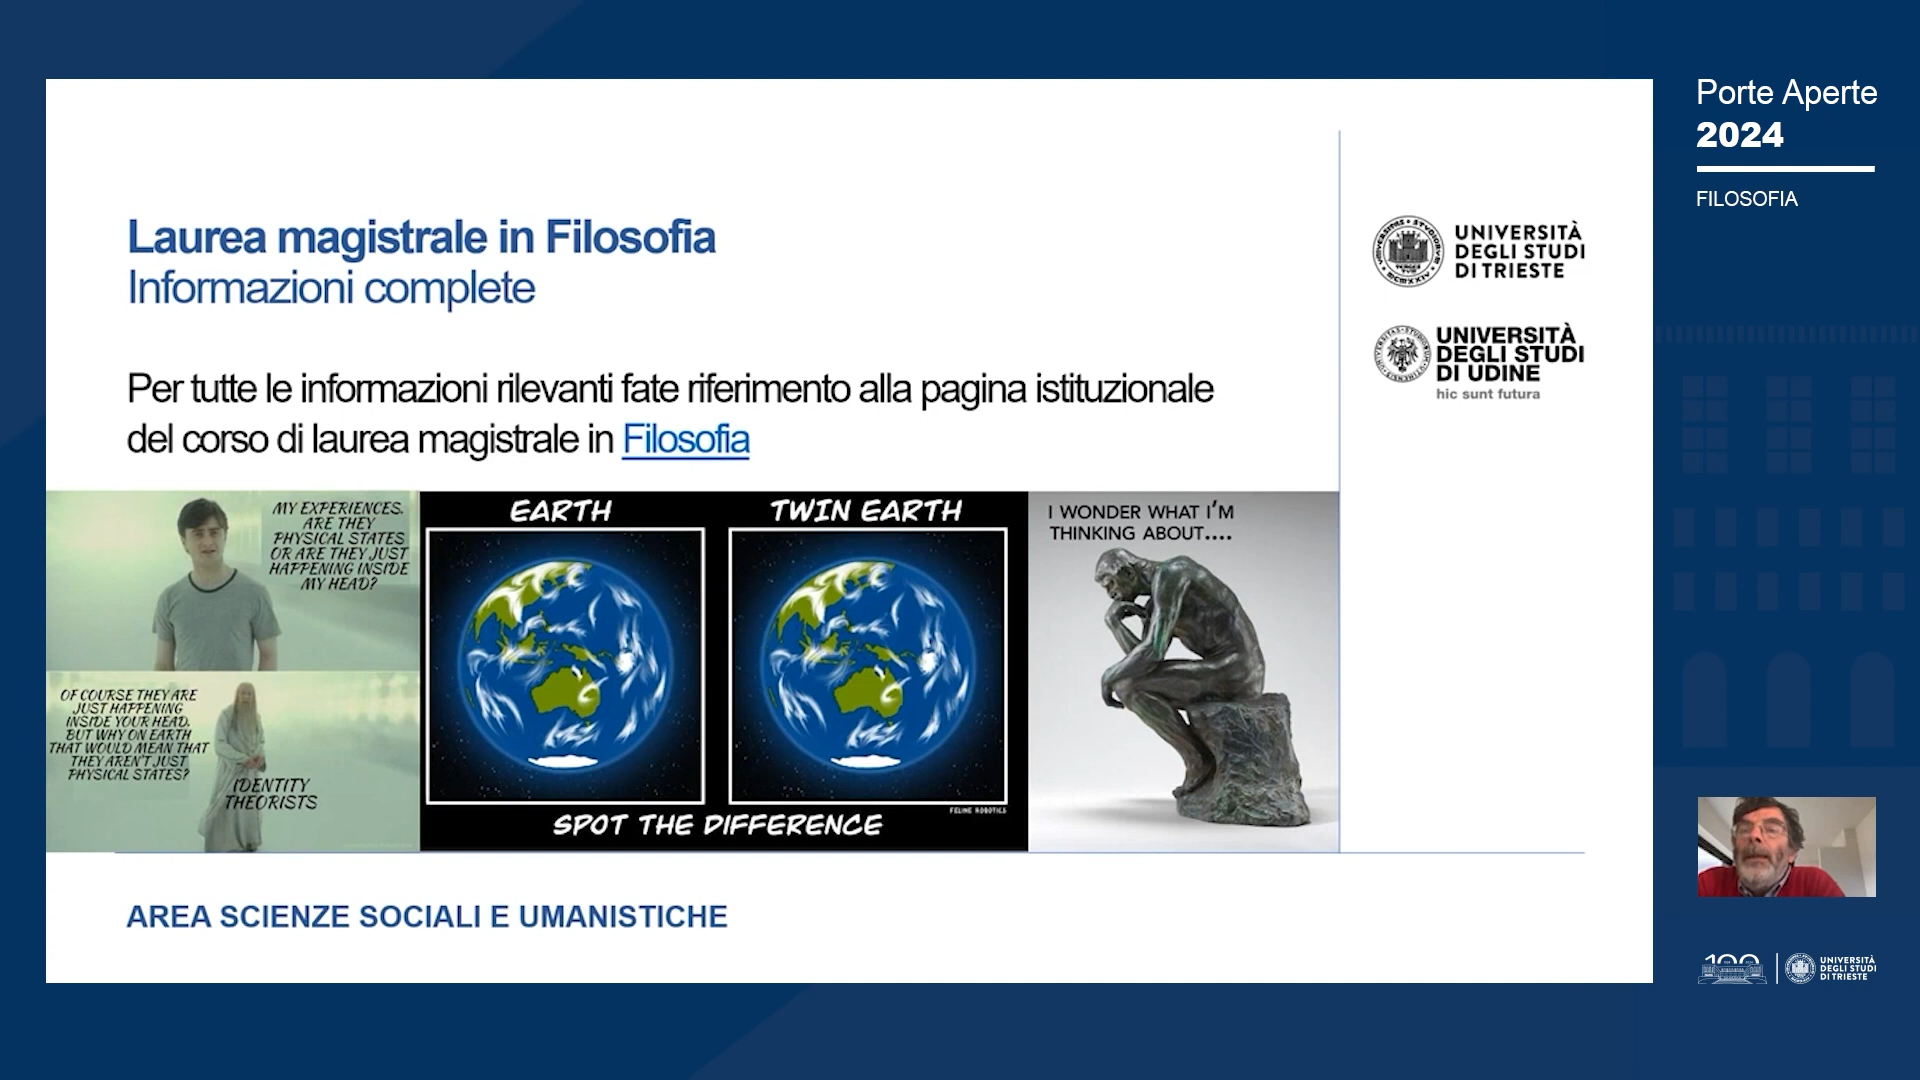 Porte Aperte
2024
FILOSOFIA
Laurea magistrale in Filosofia
Informazioni complete
Per tutte le informazioni rilevanti fate riferimento alla pagina istituzionale
del corso di laurea magistrale in Filosofia
UNIVERSITÀ
DEGLI STUDI
DI TRIESTE
UNIVERSITÀ
DEGLI STUDI
DI UDINE
hic sunt futura
MY EXPERIENCES.
ARE THEY
PHYSICAL STATES
OR ARE THEY JUST
HAPPENING INSIDE
MY HEAD?
OF COURSE THEY ARE
JUST HAPPENING
INSIDE YOUR HEAD.
BUT WHY ON EARTH
THAT WOULD MEAN THAT
THEY AREN'T JUST
PHYSICAL STATES?
IDENTITY
THEORISTS
EARTH
TWIN EARTH
FELINE ROBOTICS
SPOT THE DIFFERENCE
I WONDER WHAT I'M
THINKING ABOUT....
AREA SCIENZE SOCIALI E UMANISTICHE
100
UNIVERSITÀ
DEGLI STUDI
DI TRIESTE